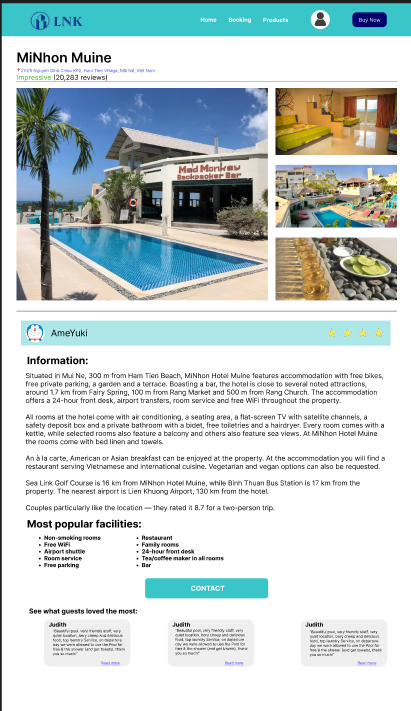 LNK
Home Booking Products Buy Now
MiNhon Muine
210/5 Nguyen Dinh Chieu KP3, Ham Tien Village, Mũi Né, Việt Nam
Impressive (20,283 reviews)
Mad Monkey
Backpacker Bar
AmeYuki
Information:
Situated in Mui Ne, 300 m from Ham Tien Beach, MiNhon Hotel Muine features accommodation with free bikes,
free private parking, a garden and a terrace. Boasting a bar, the hotel is close to several noted attractions,
around 1.7 km from Fairy Spring, 100 m from Rang Market and 500 m from Rang Church. The accommodation
offers a 24-hour front desk, airport transfers, room service and free WiFi throughout the property.
All rooms at the hotel come with air conditioning, a seating area, a flat-screen TV with satellite channels, a
safety deposit box and a private bathroom with a bidet, free toiletries and a hairdryer. Every room comes with a
kettle, while selected rooms also feature a balcony and others also feature sea views. At MiNhon Hotel Muine
the rooms come with bed linen and towels.
An à la carte, American or Asian breakfast can be enjoyed at the property. At the accommodation you will find a
restaurant serving Vietnamese and international cuisine. Vegetarian and vegan options can also be requested.
Sea Link Golf Course is 16 km from MiNhon Hotel Muine, while Binh Thuan Bus Station is 17 km from the
property. The nearest airport is Lien Khuong Airport, 130 km from the hotel.
Couples particularly like the location — they rated it 8.7 for a two-person trip.
Most popular facilities:
• Non-smoking rooms
• Free WiFi
• Airport shuttle
• Room service
• Free parking
• Restaurant
• Family rooms
• 24-hour front desk
• Tea/coffee maker in all rooms
• Bar
CONTACT
See what guests loved the most:
Judith
"Beautiful pool, very friendly staff, very
quiet location, very cheap and delicious
food, top laundry Service, on departure
day we were allowed to use the Pool for
free & the shower (and get towels), thank
you so much!"
Read more
Judith
"Beautiful pool, very friendly staff, very
quiet location, very cheap and delicious
food, top laundry Service, on departure
day we were allowed to use the Pool for
free & the shower (and get towels), thank
you so much!"
Read more
Judith
"Beautiful pool, very friendly staff, very
quiet location, very cheap and delicious
food, top laundry Service, on departure
day we were allowed to use the Pool for
free & the shower (and get towels), thank
you so much!"
Read more